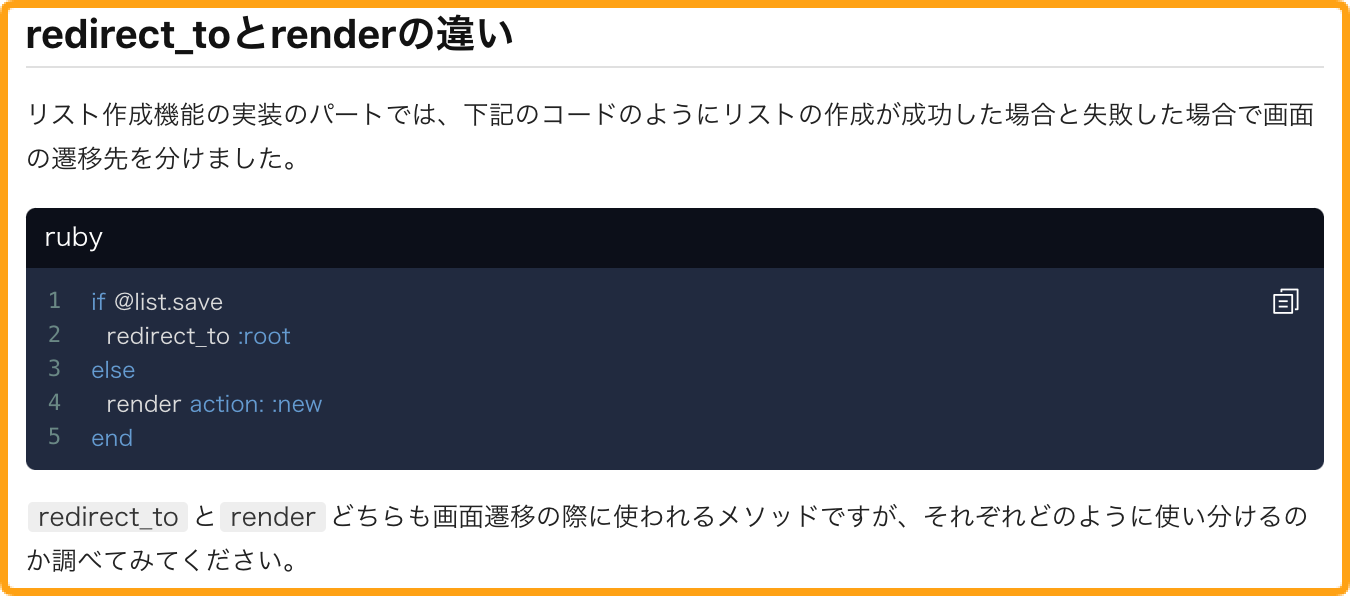 redirect_toとrenderの違い
リスト作成機能の実装のパートでは、下記のコードのようにリストの作成が成功した場合と失敗した場合で画面
の遷移先を分けました。
ruby
1 if @list.save
2   redirect_to :root
3 else
4   render action: :new
5 end
redirect_to と render どちらも画面遷移の際に使われるメソッドですが、それぞれどのように使い分けるの
か調べてみてください。